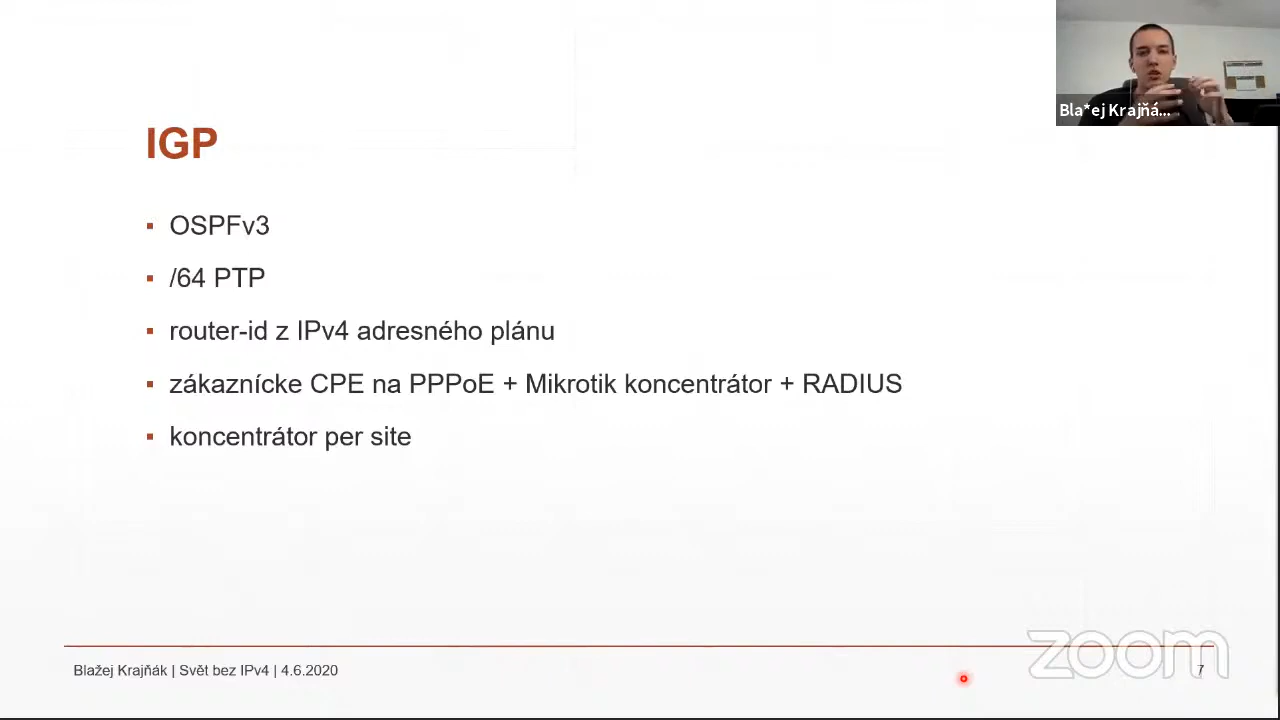 Bla*ej Krajňá...
IGP
OSPFv3
/64 PTP
router-id z IPv4 adresného plánu
zákaznícke CPE na PPPoE + Mikrotik koncentrátor + RADIUS
koncentrátor per site
zoom
Blažej Krajňák | Svět bez IPv4 | 4.6.2020
7